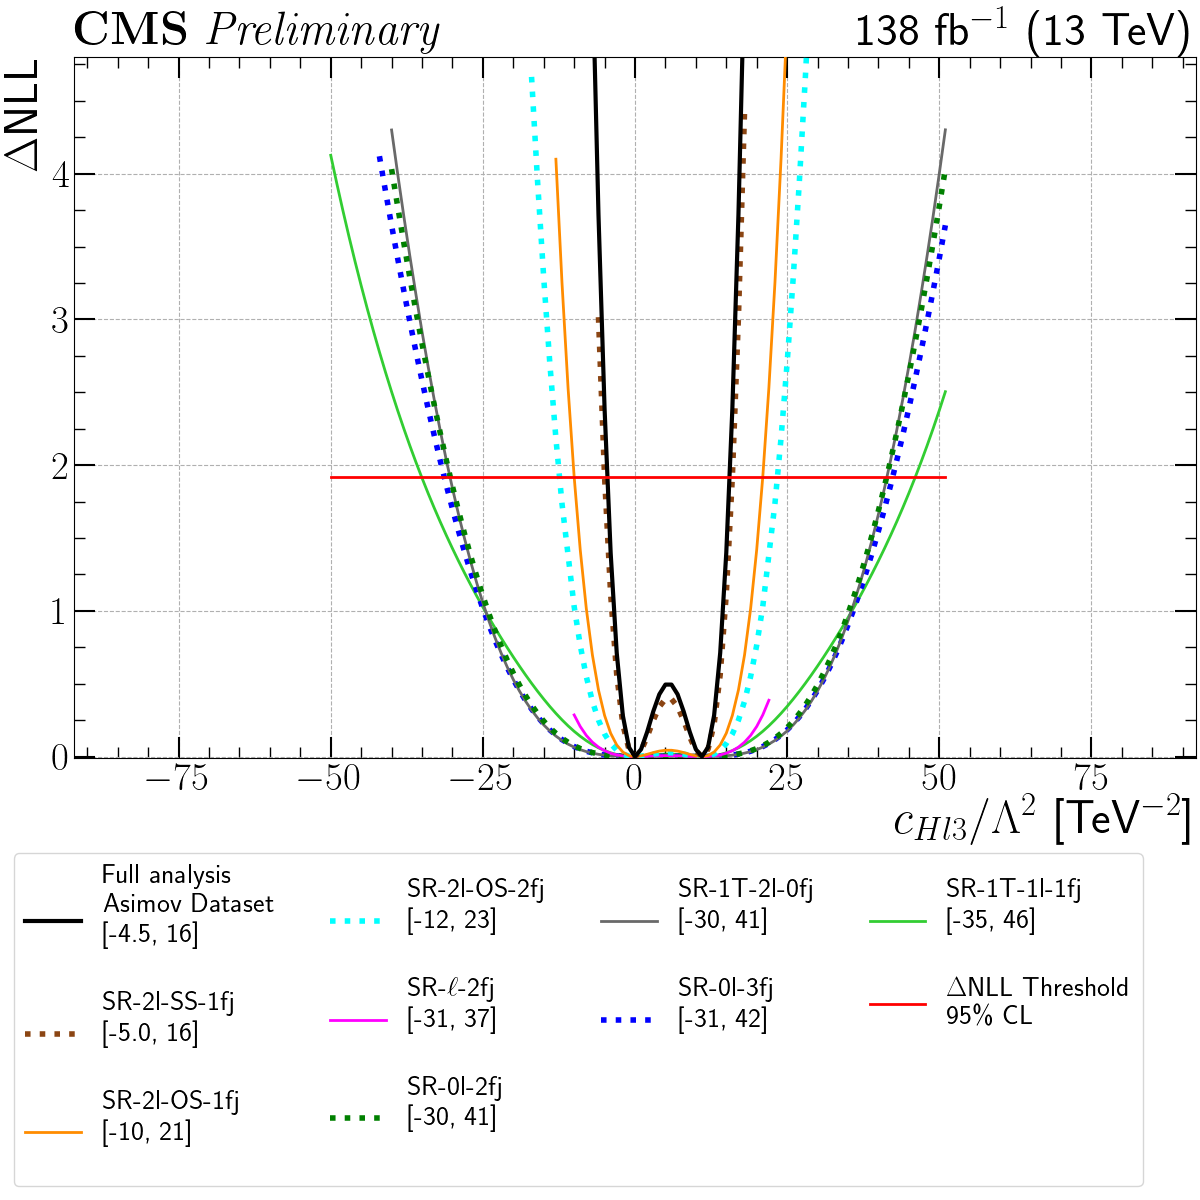 CMS Preliminary
138 fb⁻¹ (13 TeV)
ΔNLL
4
3
2
1
0
−75 −50 −25 0 25 50 75
c_{Hl3}/Λ² [TeV⁻²]
Full analysis
Asimov Dataset
[-4.5, 16]
SR-2l-SS-1fj
[-5.0, 16]
SR-2l-OS-1fj
[-10, 21]
SR-2l-OS-2fj
[-12, 23]
SR-ℓ-2fj
[-31, 37]
SR-0l-2fj
[-30, 41]
SR-1T-2l-0fj
[-30, 41]
SR-0l-3fj
[-31, 42]
SR-1T-1l-1fj
[-35, 46]
ΔNLL Threshold
95% CL